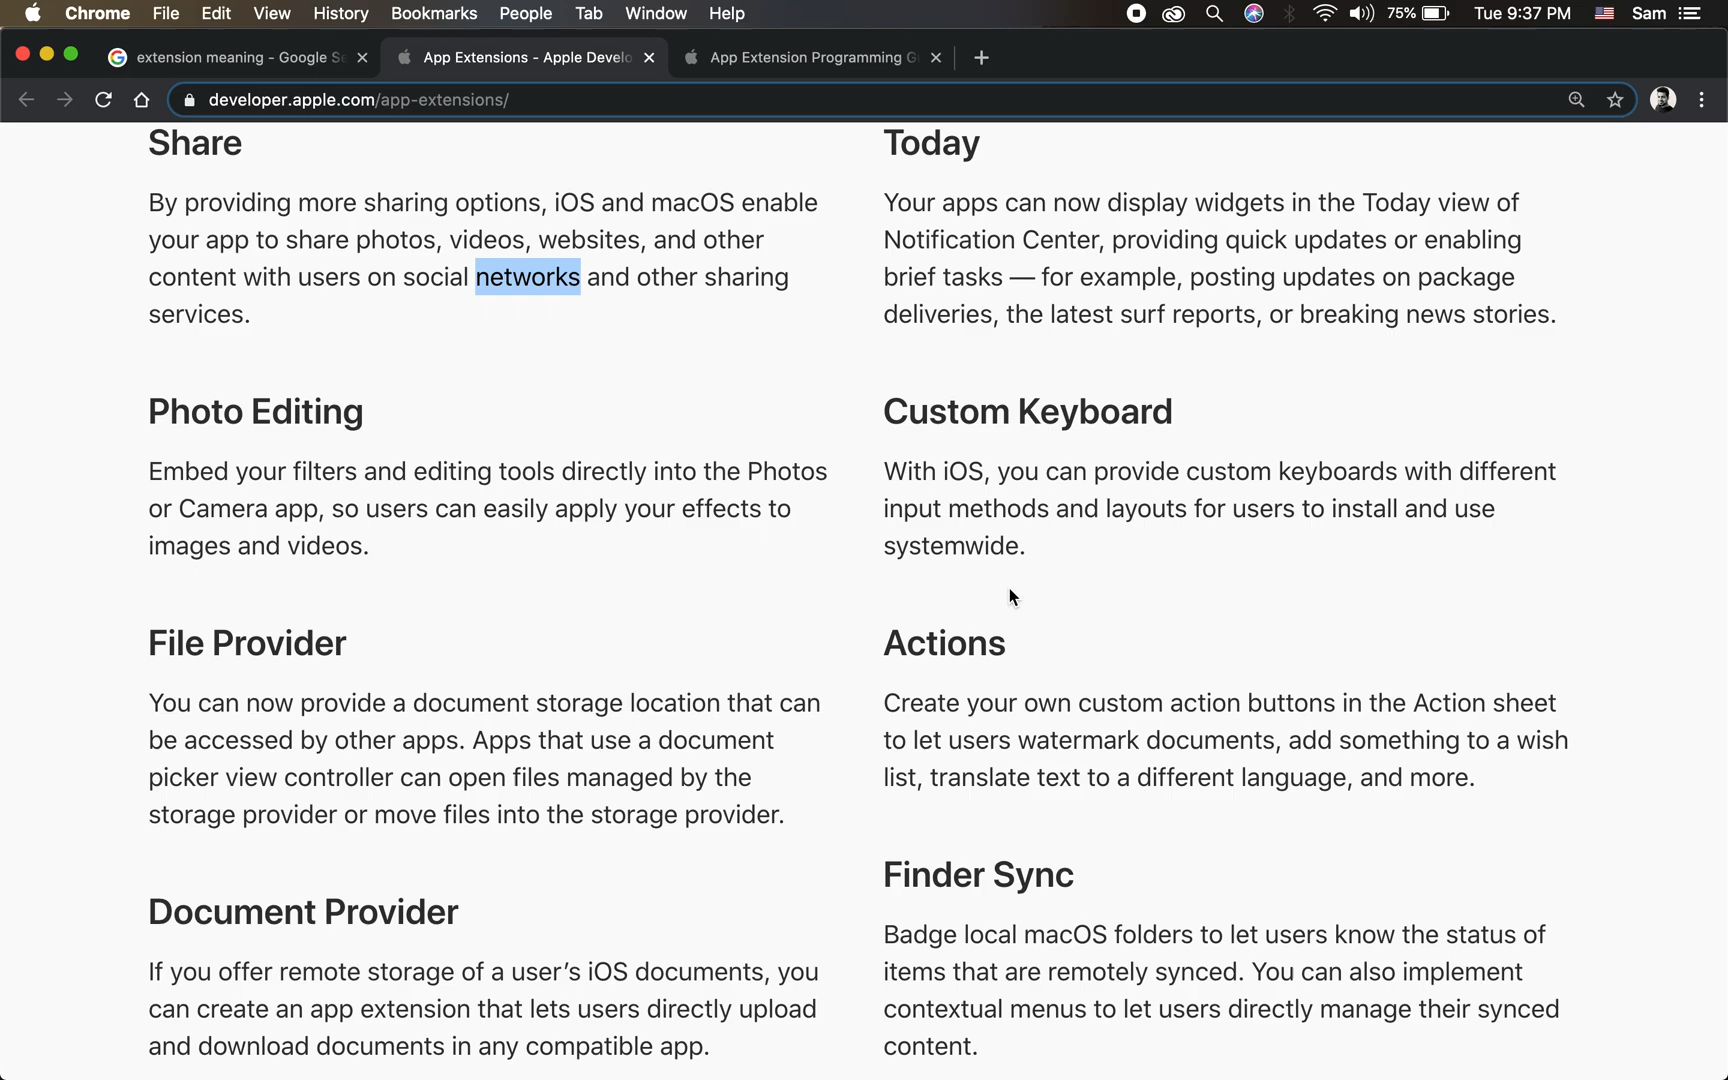 Chrome File Edit View History Bookmarks People Tab Window Help 75% Tue 9:37 PM Sam
extension meaning - Google Se
App Extensions - Apple Develo
App Extension Programming G
developer.apple.com/app-extensions/
Share
By providing more sharing options, iOS and macOS enable
your app to share photos, videos, websites, and other
content with users on social networks and other sharing
services.
Today
Your apps can now display widgets in the Today view of
Notification Center, providing quick updates or enabling
brief tasks — for example, posting updates on package
deliveries, the latest surf reports, or breaking news stories.
Photo Editing
Embed your filters and editing tools directly into the Photos
or Camera app, so users can easily apply your effects to
images and videos.
Custom Keyboard
With iOS, you can provide custom keyboards with different
input methods and layouts for users to install and use
systemwide.
File Provider
You can now provide a document storage location that can
be accessed by other apps. Apps that use a document
picker view controller can open files managed by the
storage provider or move files into the storage provider.
Actions
Create your own custom action buttons in the Action sheet
to let users watermark documents, add something to a wish
list, translate text to a different language, and more.
Document Provider
If you offer remote storage of a user’s iOS documents, you
can create an app extension that lets users directly upload
and download documents in any compatible app.
Finder Sync
Badge local macOS folders to let users know the status of
items that are remotely synced. You can also implement
contextual menus to let users directly manage their synced
content.